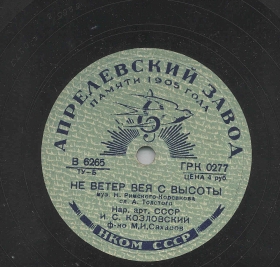 АПРЕЛЕВСКИЙ ЗАВОД
ПАМЯТИ 1905 ГОДА
В 6265
ГРК 0277
ТУ-Б
ЦЕНА 4 руб.
НЕ ВЕТЕР ВЕЯ С ВЫСОТЫ
муз. Н. Римского-Корсакова
сл. А. Толстого
Нар. арт. СССР
И. С. КОЗЛОВСКИЙ
ф-но М.И.Сахаров
НКОМ СССР